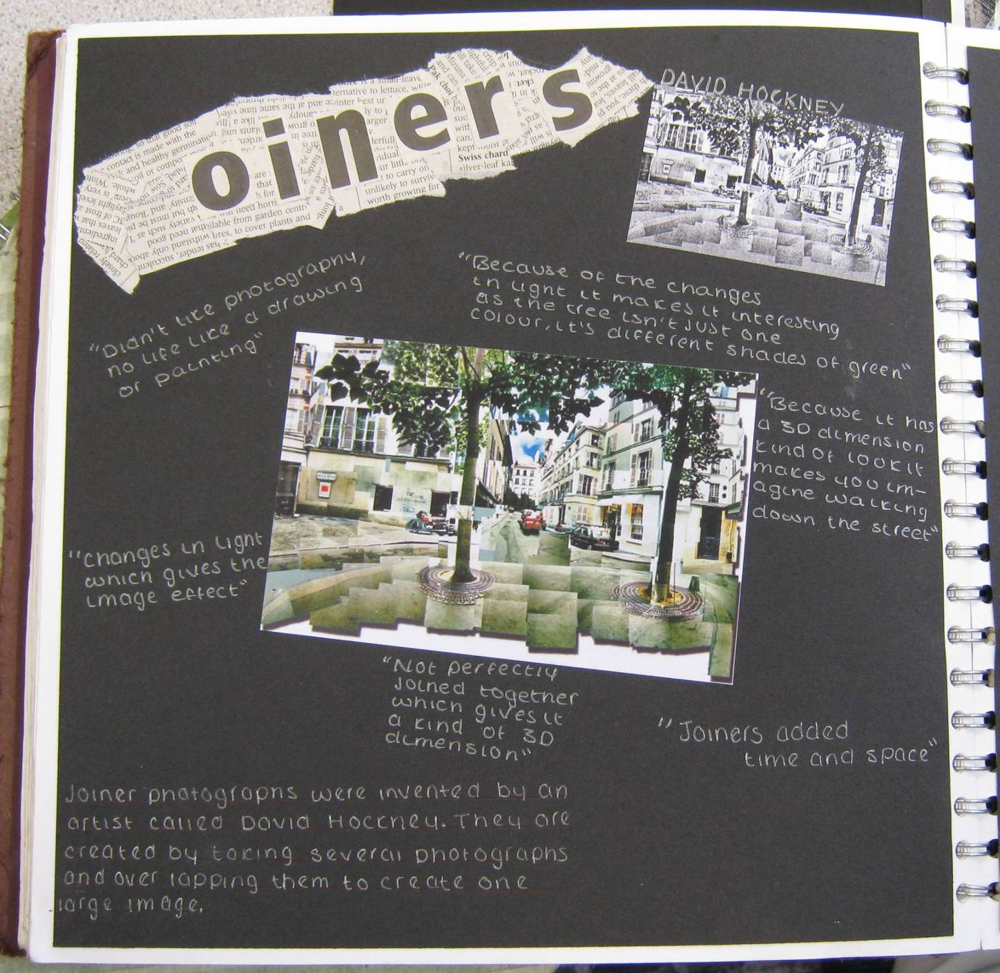 oiners
DAVID HOCKNEY
"Didn't like photography,
no life like a drawing
or painting"
"Because of the changes
in light it makes it interesting
as the tree isn't just one
colour, it's different shades of green"
"Because it has
a 3D dimension
kind of look it
makes you im-
agine walking
down the street"
"Changes in light
which gives the
image effect"
"Not perfectly
joined together
which gives it
a kind of 3D
dimension"
"Joiners added
time and space"
Joiner photographs were invented by an
artist called David Hockney. They are
created by taking several photographs
and over lapping them to create one
large image.